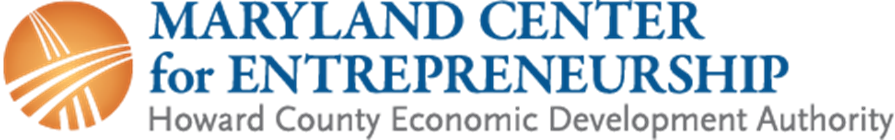 MARYLAND CENTER
for ENTREPRENEURSHIP
Howard County Economic Development Authority